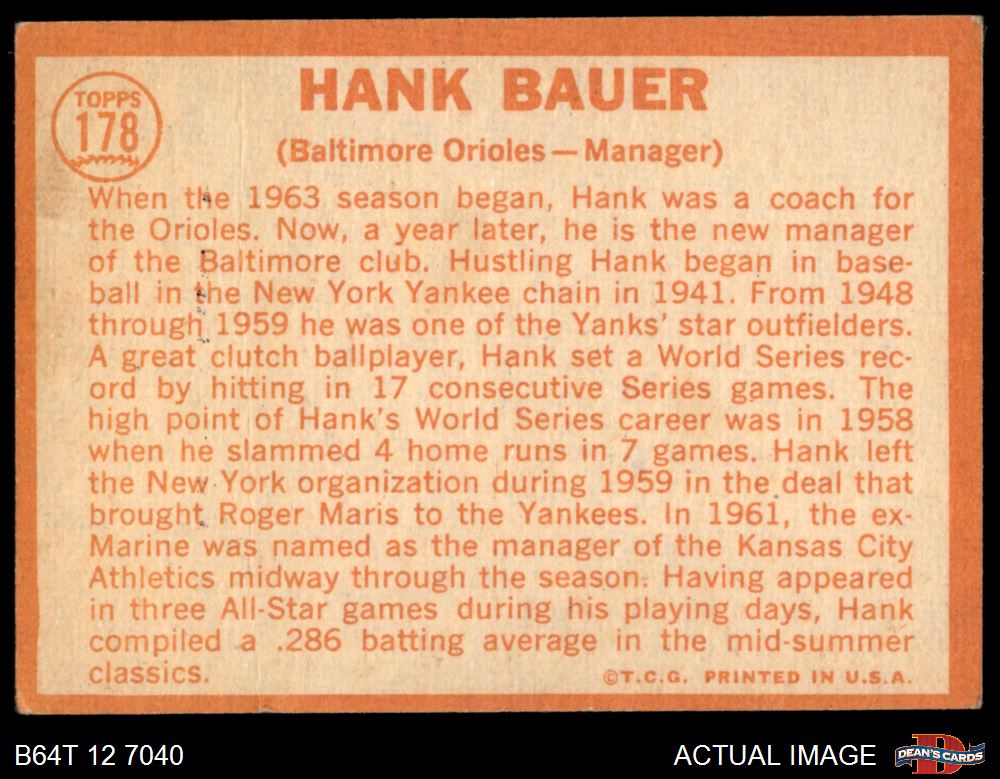 TOPPS
178
HANK BAUER
(Baltimore Orioles — Manager)
When the 1963 season began, Hank was a coach for
the Orioles. Now, a year later, he is the new manager
of the Baltimore club. Hustling Hank began in base-
ball in the New York Yankee chain in 1941. From 1948
through 1959 he was one of the Yanks' star outfielders.
A great clutch ballplayer, Hank set a World Series rec-
ord by hitting in 17 consecutive Series games. The
high point of Hank's World Series career was in 1958
when he slammed 4 home runs in 7 games. Hank left
the New York organization during 1959 in the deal that
brought Roger Maris to the Yankees. In 1961, the ex-
Marine was named as the manager of the Kansas City
Athletics midway through the season. Having appeared
in three All-Star games during his playing days, Hank
compiled a .286 batting average in the mid-summer
classics.
©T.C.G. PRINTED IN U.S.A.
B64T 12 7040
ACTUAL IMAGE
DEAN'S CARDS